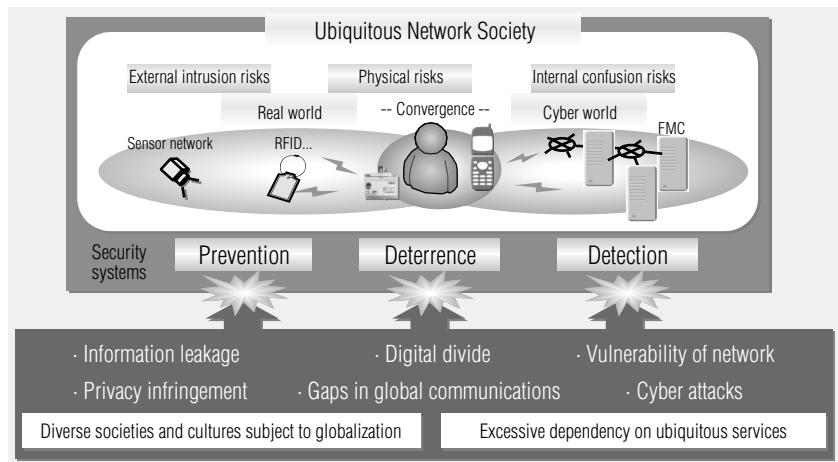 Ubiquitous Network Society
External intrusion risks
Physical risks
Internal confusion risks
Real world
-- Convergence --
Cyber world
Sensor network
RFID...
FMC
Security
systems
Prevention
Deterrence
Detection
· Information leakage
· Digital divide
· Vulnerability of network
· Privacy infringement
· Gaps in global communications
· Cyber attacks
Diverse societies and cultures subject to globalization
Excessive dependency on ubiquitous services